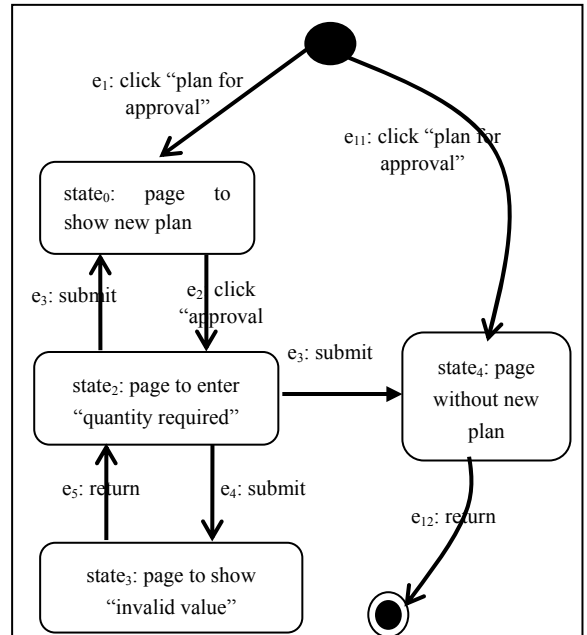 e₁: click “plan for
approval”
e₁₁: click “plan for
approval”
state₀: page to
show new plan
e₃: submit
e₂: click
“approval
state₂: page to enter
“quantity required”
e₃: submit
state₄: page
without new
plan
e₅: return
e₄: submit
e₁₂: return
state₃: page to show
“invalid value”